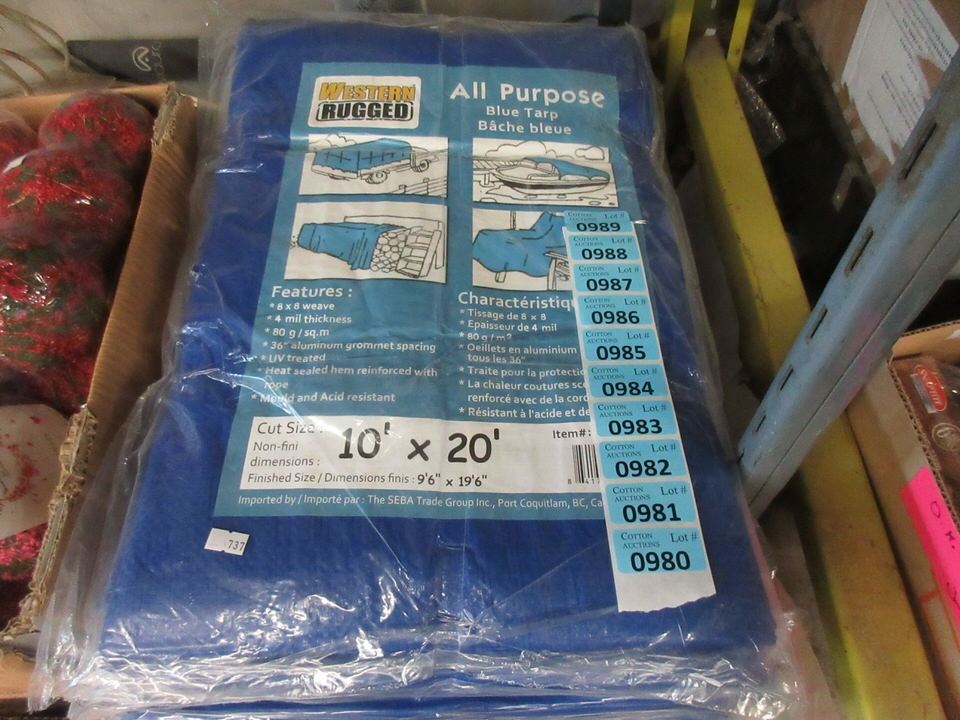 WESTERN
RUGGED
All Purpose
Blue Tarp
Bâche bleue
Features :
* 8 x 8 weave
* 4 mil thickness
* 80 g / sq.m
* 36" aluminum grommet spacing
* UV treated
* Heat sealed hem reinforced with
rope
* Mould and Acid resistant
Charactéristiq
* Tissage de 8 x 8
* Epaisseur de 4 mil
* 80 g / m²
* Oeillets en aluminium
tous les 36"
* Traite pour la protectio
* La chaleur coutures sce
renforcé avec de la cord
* Résistant à l'acide et de
Cut Size :
Non-fini
dimensions :
10' x 20'
Item#:
Finished Size / Dimensions finis : 9'6" x 19'6"
Imported by / Importé par : The SEBA Trade Group Inc., Port Coquitlam, BC, Ca
737
COTTON AUCTIONS Lot #
0989
COTTON AUCTIONS Lot #
0988
COTTON AUCTIONS Lot #
0987
COTTON AUCTIONS Lot #
0986
COTTON AUCTIONS Lot #
0985
COTTON AUCTIONS Lot #
0984
COTTON AUCTIONS Lot #
0983
COTTON AUCTIONS Lot #
0982
COTTON AUCTIONS Lot #
0981
COTTON AUCTIONS Lot #
0980